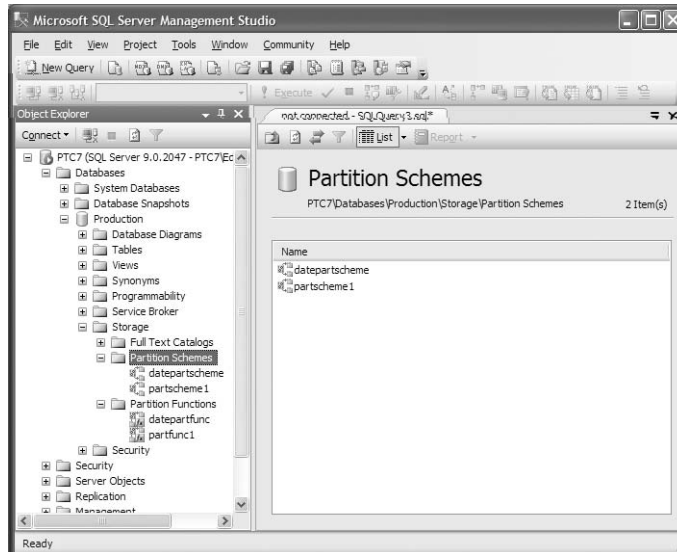 Microsoft SQL Server Management Studio
File Edit View Project Tools Window Community Help
New Query
Execute
Object Explorer
not connected - SQLQuery3.sql*
Connect
List Report
PTC7 (SQL Server 9.0.2047 - PTC7\Ec
Databases
System Databases
Database Snapshots
Production
Database Diagrams
Tables
Views
Synonyms
Programmability
Service Broker
Storage
Full Text Catalogs
Partition Schemes
datepartscheme
partscheme1
Partition Functions
datepartfunc
partfunc1
Security
Security
Server Objects
Replication
Management
Partition Schemes
PTC7\Databases\Production\Storage\Partition Schemes 2 Item(s)
Name
datepartscheme
partscheme1
Ready